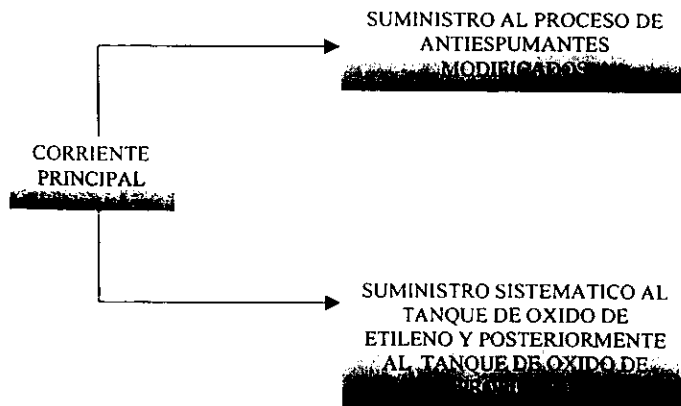 SUMINISTRO AL PROCESO DE
ANTIESPUMANTES
MODIFICADOS
CORRIENTE
PRINCIPAL
SUMINISTRO SISTEMATICO AL
TANQUE DE OXIDO DE
ETILENO Y POSTERIORMENTE
AL TANQUE DE OXIDO DE